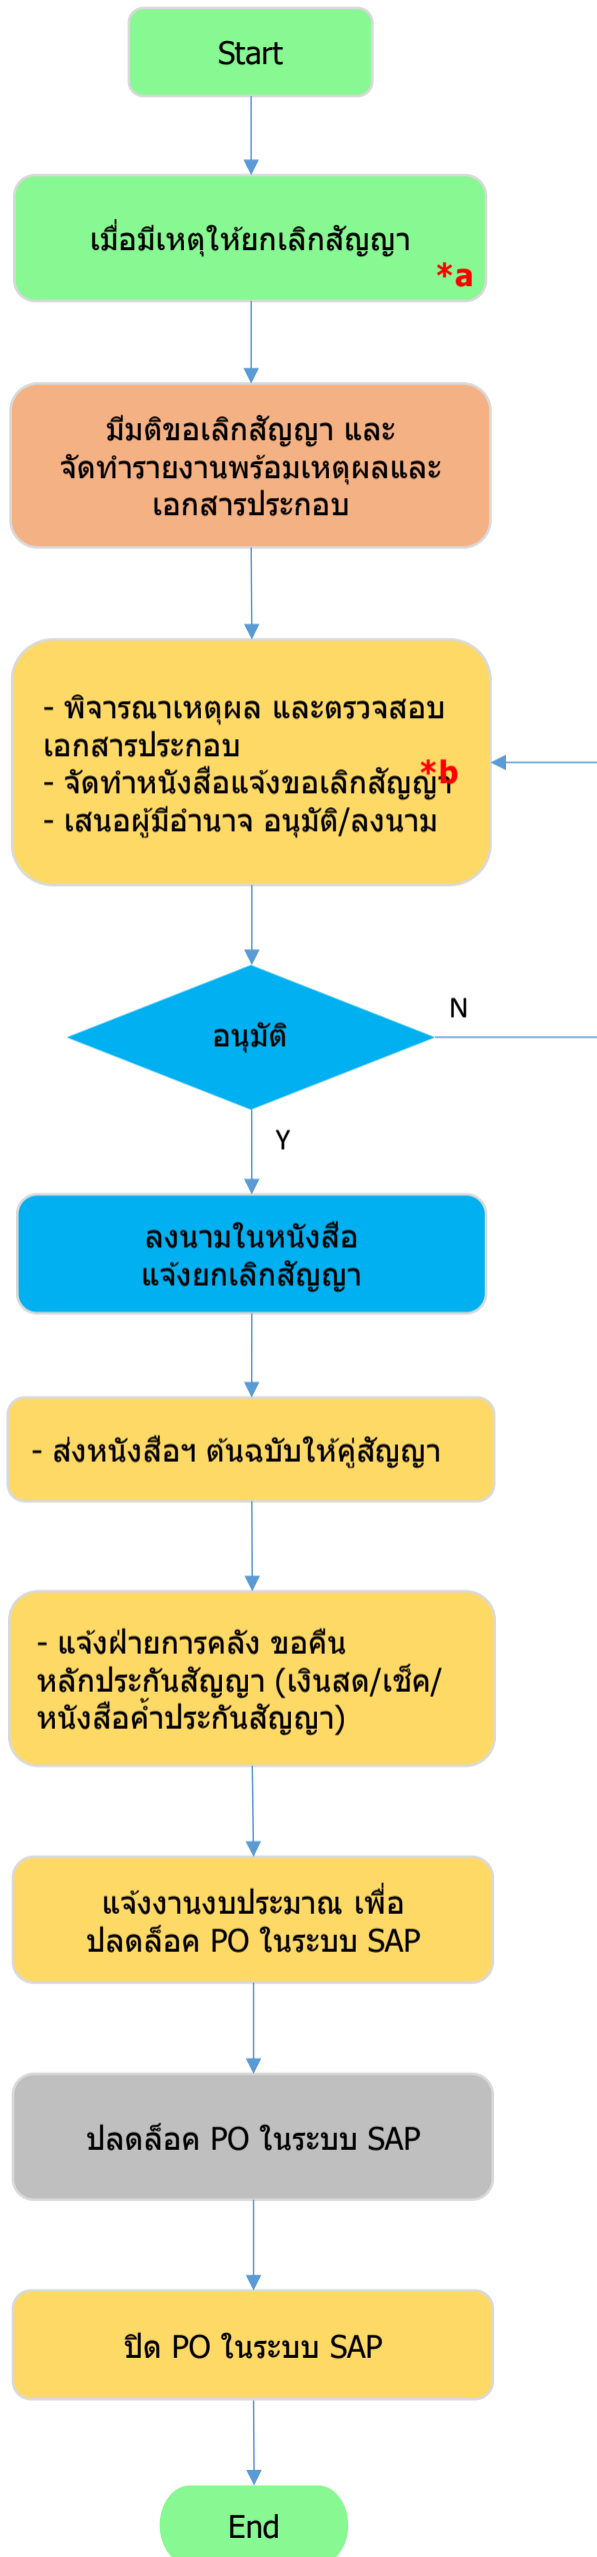 Start
เมื่อมีเหตุให้ยกเลิกสัญญา
*a
มีมติขอเลิกสัญญา และ
จัดทำรายงานพร้อมเหตุผลและ
เอกสารประกอบ
- พิจารณาเหตุผล และตรวจสอบ
เอกสารประกอบ
- จัดทำหนังสือแจ้งขอเลิกสัญญา
*b
- เสนอผู้มีอำนาจ อนุมัติ/ลงนาม
อนุมัติ
N
Y
ลงนามในหนังสือ
แจ้งยกเลิกสัญญา
- ส่งหนังสือฯ ต้นฉบับให้คู่สัญญา
- แจ้งฝ่ายการคลัง ขอคืน
หลักประกันสัญญา (เงินสด/เช็ค/
หนังสือค้ำประกันสัญญา)
แจ้งงานงบประมาณ เพื่อ
ปลดล็อค PO ในระบบ SAP
ปลดล็อค PO ในระบบ SAP
ปิด PO ในระบบ SAP
End